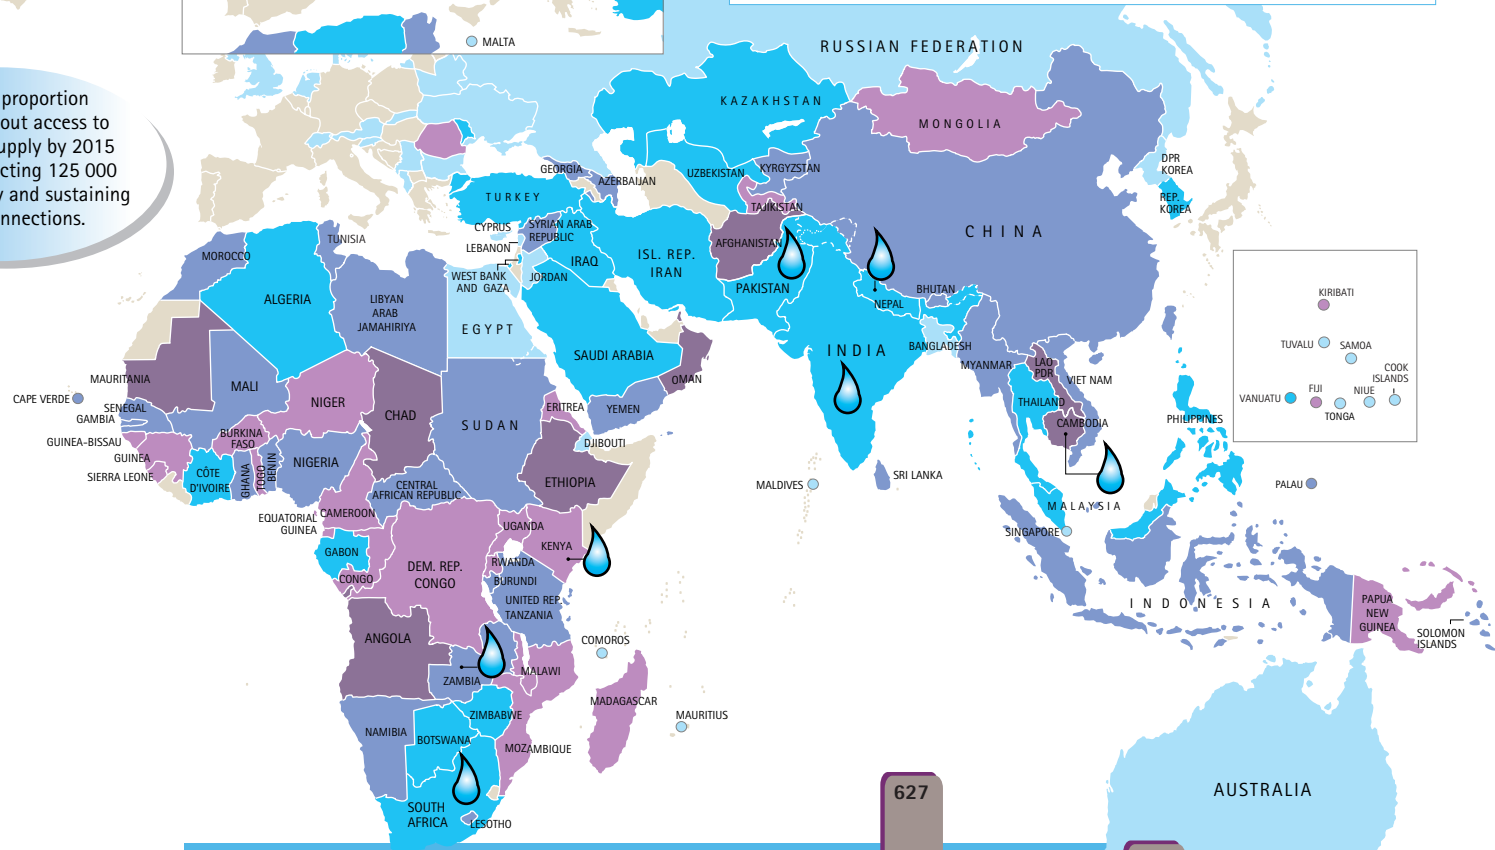 MALTA
proportion
out access to
upply by 2015
cting 125 000
y and sustaining
nnections.
RUSSIAN FEDERATION
KAZAKHSTAN
MONGOLIA
DPR
KOREA
REP.
KOREA
GEORGIA
AZERBAIJAN
UZBEKISTAN
KYRGYZSTAN
TAJIKISTAN
TURKEY
CYPRUS
SYRIAN ARAB
REPUBLIC
LEBANON
WEST BANK
AND GAZA
JORDAN
IRAQ
ISL. REP.
IRAN
AFGHANISTAN
PAKISTAN
CHINA
NEPAL
BHUTAN
BANGLADESH
INDIA
MYANMAR
LAO
PDR
VIET NAM
THAILAND
CAMBODIA
PHILIPPINES
MOROCCO
TUNISIA
ALGERIA
LIBYAN
ARAB
JAMAHIRIYA
EGYPT
SAUDI ARABIA
OMAN
YEMEN
MAURITANIA
CAPE VERDE
SENEGAL
GAMBIA
GUINEA-BISSAU
GUINEA
SIERRA LEONE
MALI
BURKINA
FASO
CÔTE
D'IVOIRE
GHANA
TOGO
BENIN
NIGER
NIGERIA
CHAD
SUDAN
ERITREA
DJIBOUTI
ETHIOPIA
CENTRAL
AFRICAN REPUBLIC
CAMEROON
EQUATORIAL
GUINEA
GABON
CONGO
DEM. REP.
CONGO
UGANDA
KENYA
RWANDA
BURUNDI
UNITED REP.
TANZANIA
ANGOLA
ZAMBIA
MALAWI
COMOROS
MADAGASCAR
MAURITIUS
ZIMBABWE
MOZAMBIQUE
NAMIBIA
BOTSWANA
SOUTH
AFRICA
LESOTHO
MALDIVES
SRI LANKA
MALAYSIA
SINGAPORE
INDONESIA
PALAU
PAPUA
NEW
GUINEA
SOLOMON
ISLANDS
KIRIBATI
TUVALU
SAMOA
COOK
ISLANDS
VANUATU
FIJI
TONGA
NIUE
AUSTRALIA
627